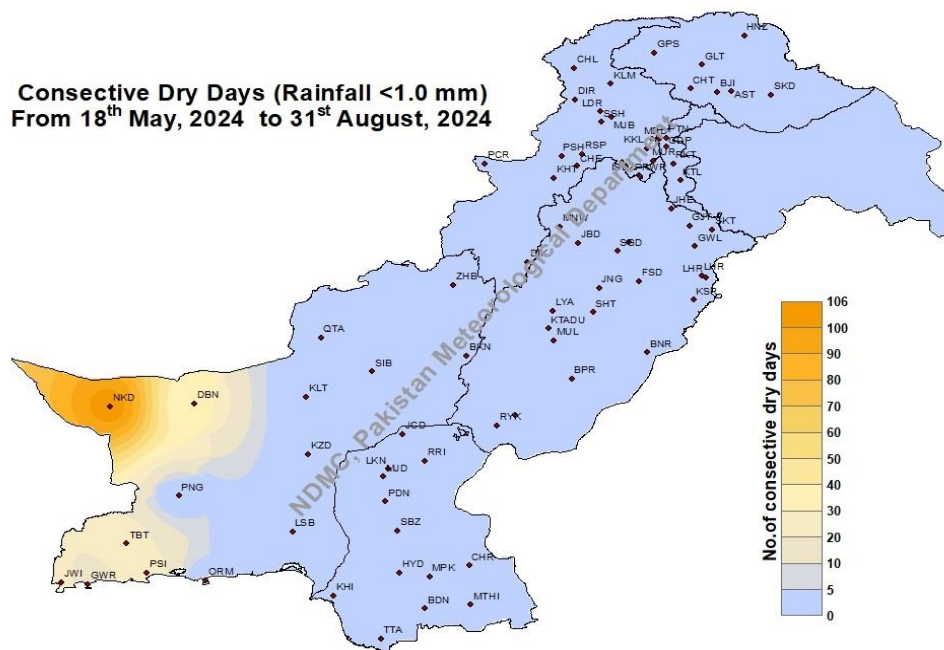 Consective Dry Days (Rainfall <1.0 mm)
From 18th May, 2024 to 31st August, 2024
NDMC, Pakistan Meteorological Department
HNZ
GPS
GLT
CHL
KLM
CHT
BJI
AST
SKD
DIR
LDR
SSH
MJB
PTN
KKL
MJR
PSH
RSP
CHE
PCR
KHT
KTL
JHE
MNW
GJT
SKT
JBD
SGD
GWL
ZHB
FSD
LHR
LHR
JNG
KSR
LYA
SHT
KTADU
MUL
QTA
BKN
BNR
SIB
BPR
NKD
DBN
KLT
RYK
JCD
KZD
LKN
MJD
RRI
PNG
PDN
LSB
SBZ
TBT
PSI
JWI
GWR
ORM
HYD
MPK
CHR
KHI
BDN
MTHI
TTA
No.of consective dry days
106
100
90
80
70
60
50
40
30
20
10
5
0